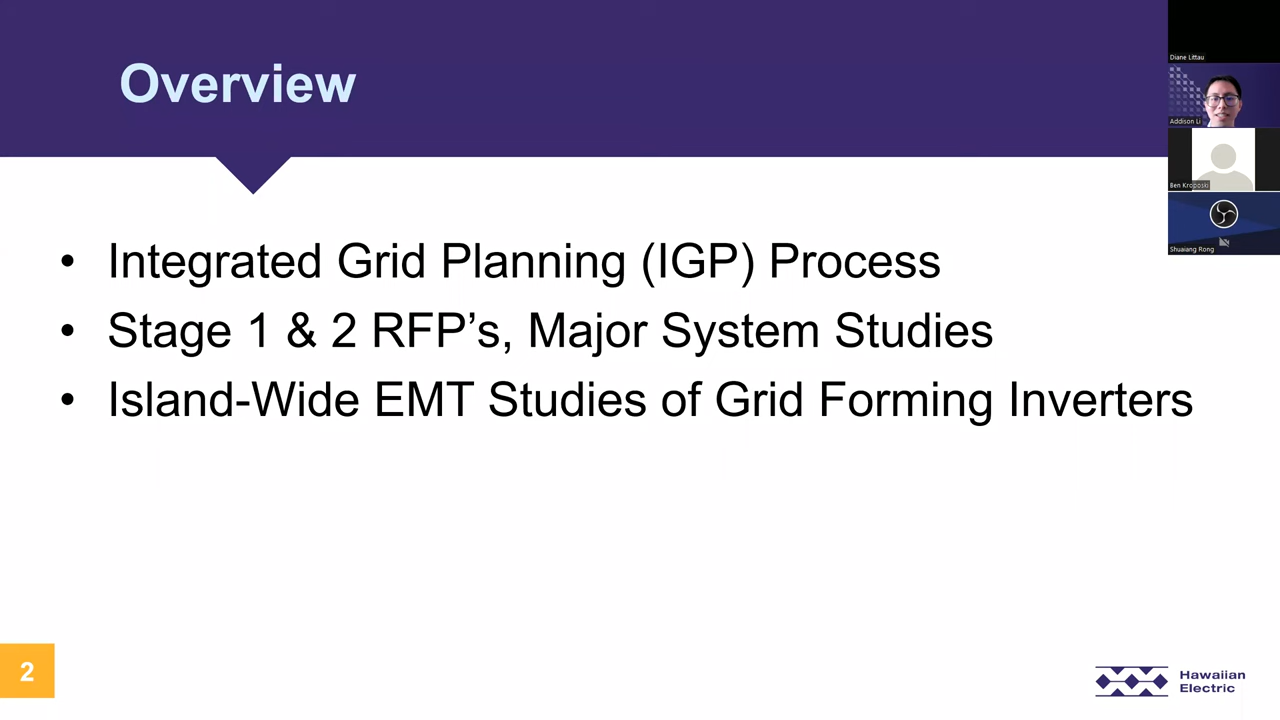 Overview
Diane Littau
Addison Li
Ben Kroposki
Shuaiang Rong
• Integrated Grid Planning (IGP) Process
• Stage 1 & 2 RFP’s, Major System Studies
• Island-Wide EMT Studies of Grid Forming Inverters
2
Hawaiian
Electric